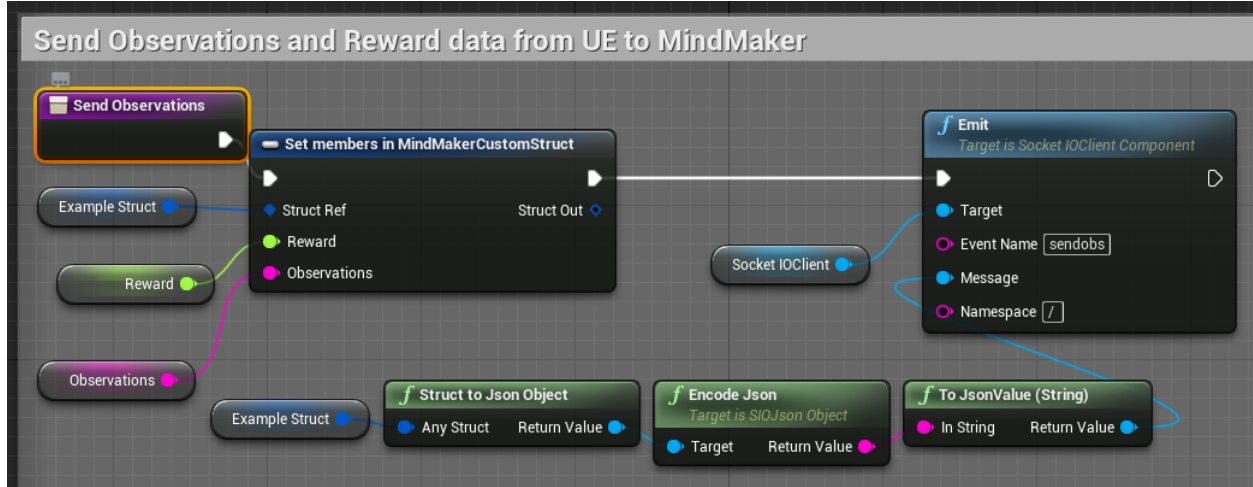 Send Observations and Reward data from UE to MindMaker
Send Observations
Set members in MindMakerCustomStruct
Example Struct
Struct Ref
Struct Out
Reward
Reward
Observations
Observations
Socket IOClient
f Emit
Target is Socket IOClient Component
Target
Event Name sendobs
Message
Namespace /
Example Struct
f Struct to Json Object
Any Struct
Return Value
f Encode Json
Target is SIOJson Object
Target
Return Value
f To JsonValue (String)
In String
Return Value